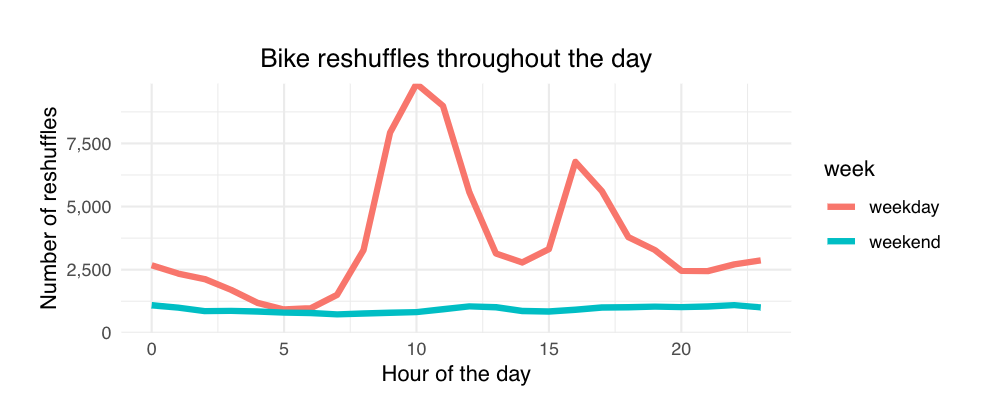 Bike reshuffles throughout the day
Number of reshuffles
7,500
5,000
2,500
0
0 5 10 15 20
Hour of the day
week
weekday
weekend